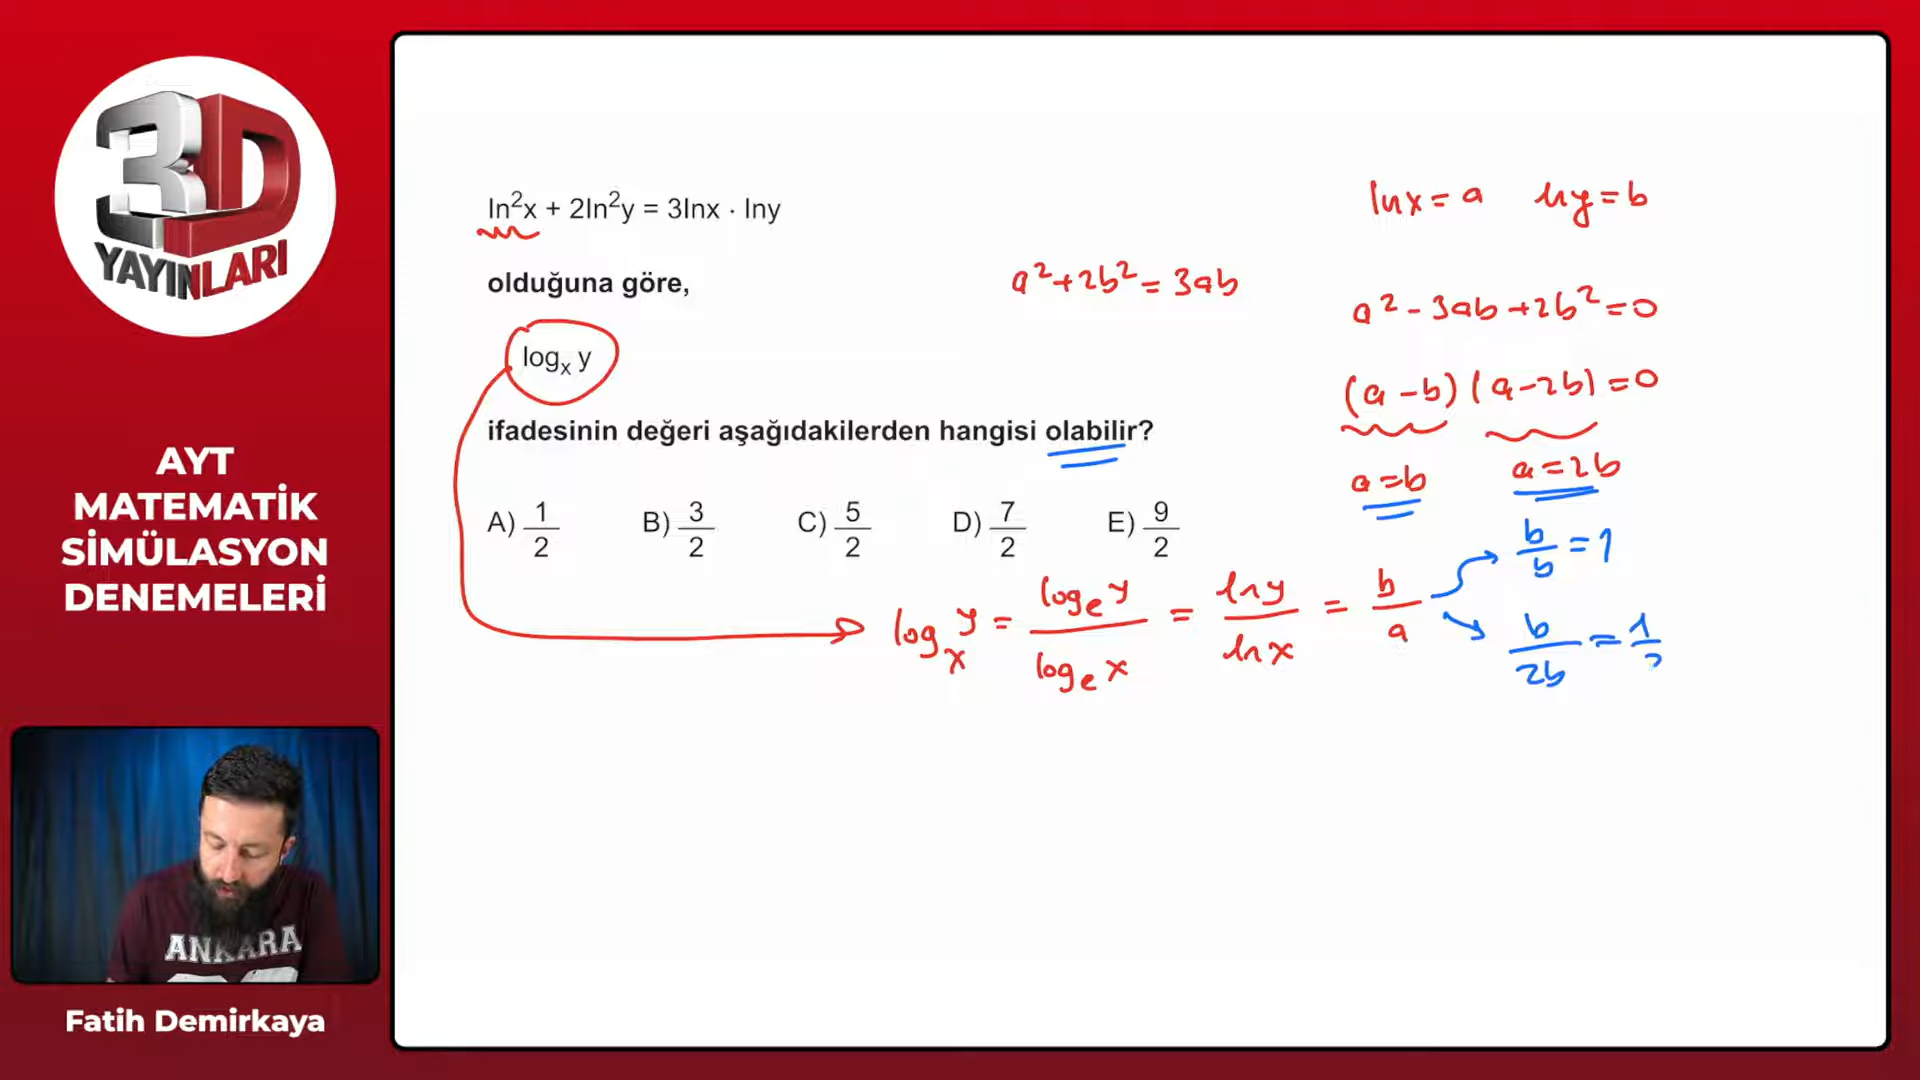 3D
YAYINLARI
AYT
MATEMATİK
SİMÜLASYON
DENEMELERİ
ANKARA
Fatih Demirkaya
ln²x + 2ln²y = 3lnx · lny
olduğuna göre,
logₓ y
ifadesinin değeri aşağıdakilerden hangisi olabilir?
A) 1/2 B) 3/2 C) 5/2 D) 7/2 E) 9/2
lnx = a lny = b
a² + 2b² = 3ab
a² - 3ab + 2b² = 0
(a - b) (a - 2b) = 0
a = b a = 2b
logₓ y = logₑ y / logₑ x = lny / lnx = b/a
b/b = 1
b/2b = 1/2